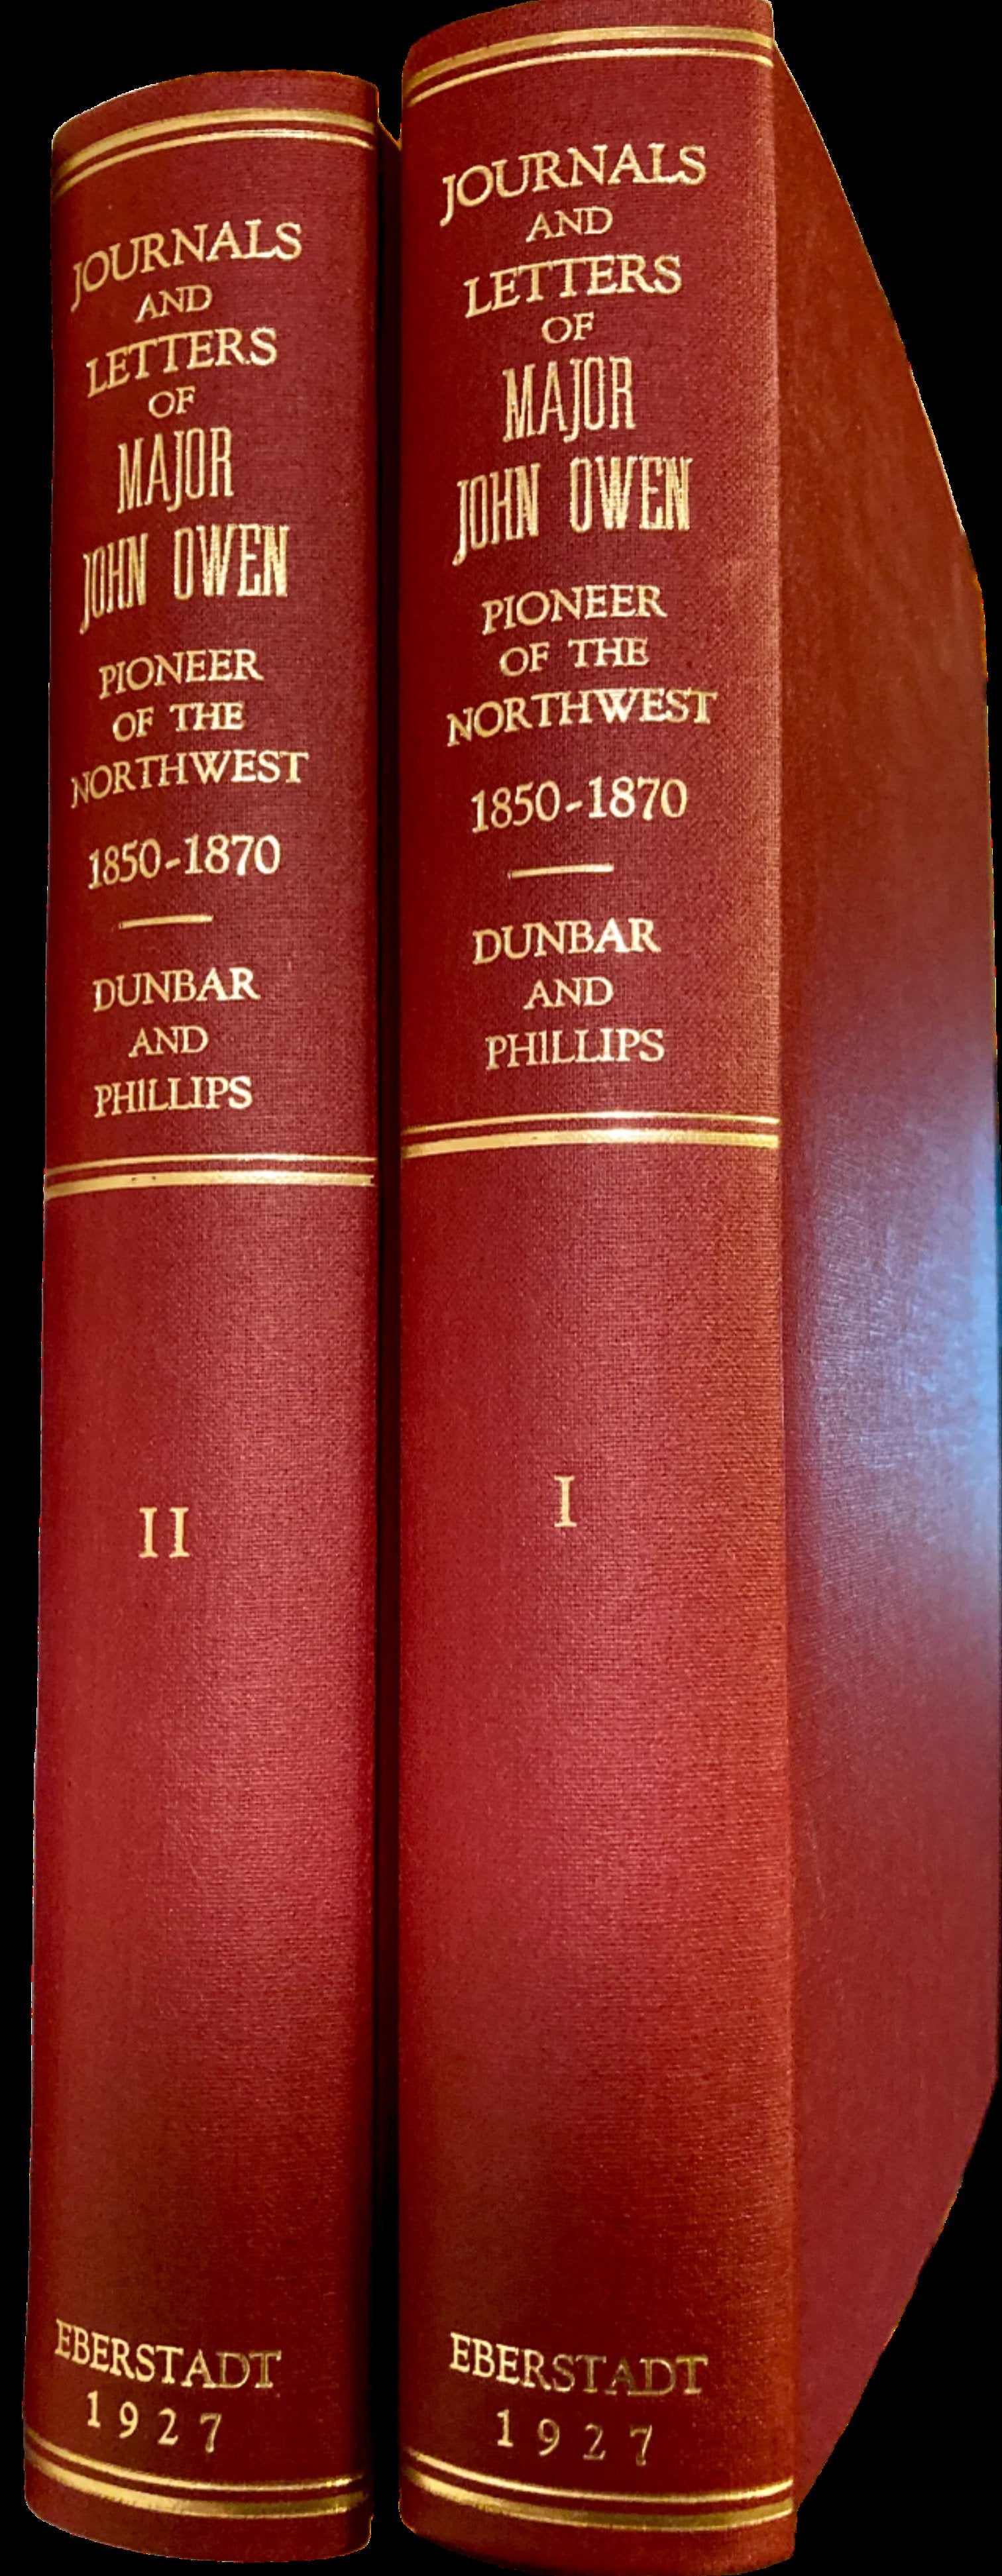 JOURNALS
AND
LETTERS
OF
MAJOR
JOHN OWEN
PIONEER
OF THE
NORTHWEST
1850-1870
DUNBAR
AND
PHILLIPS
II
EBERSTADT
1927
JOURNALS
AND
LETTERS
OF
MAJOR
JOHN OWEN
PIONEER
OF THE
NORTHWEST
1850-1870
DUNBAR
AND
PHILLIPS
I
EBERSTADT
1927